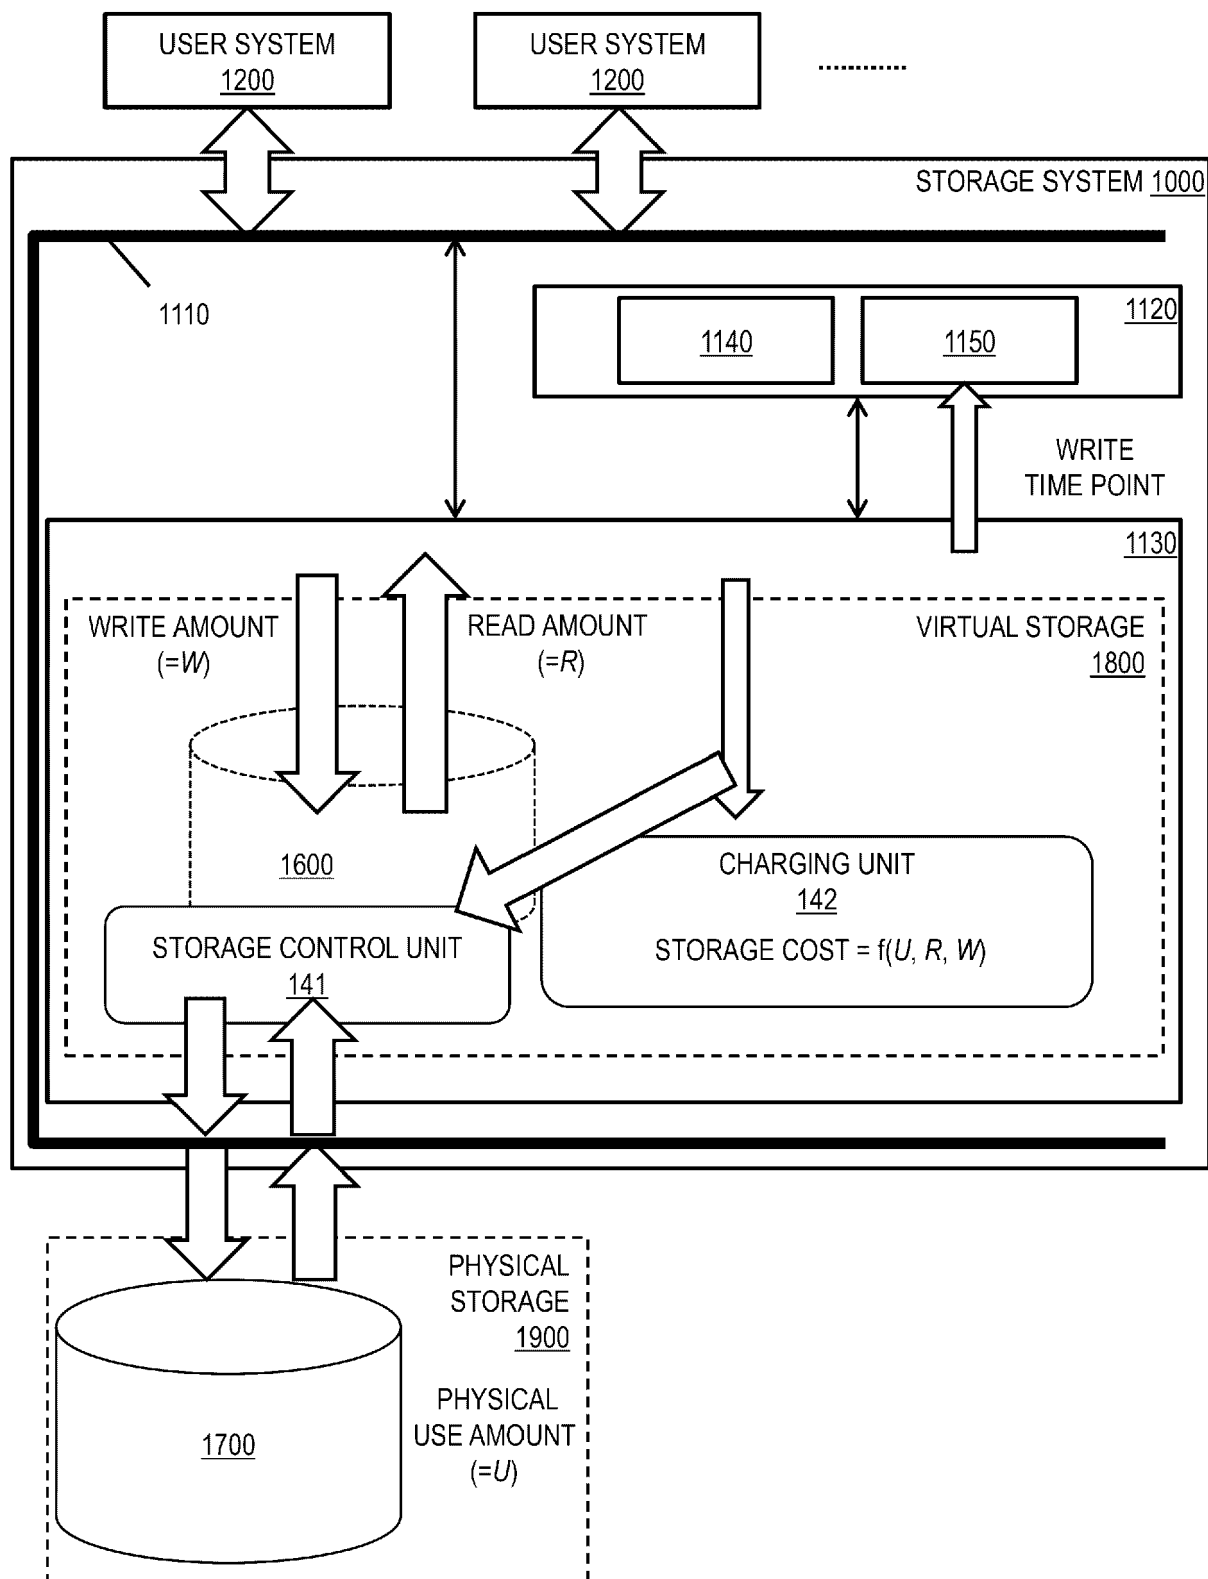 USER SYSTEM
1200
USER SYSTEM
1200
............
STORAGE SYSTEM 1000
1110
1120
1140
1150
WRITE
TIME POINT
1130
WRITE AMOUNT
(=W)
READ AMOUNT
(=R)
VIRTUAL STORAGE
1800
1600
CHARGING UNIT
142
STORAGE COST = f(U, R, W)
STORAGE CONTROL UNIT
141
PHYSICAL
STORAGE
1900
PHYSICAL
USE AMOUNT
(=U)
1700